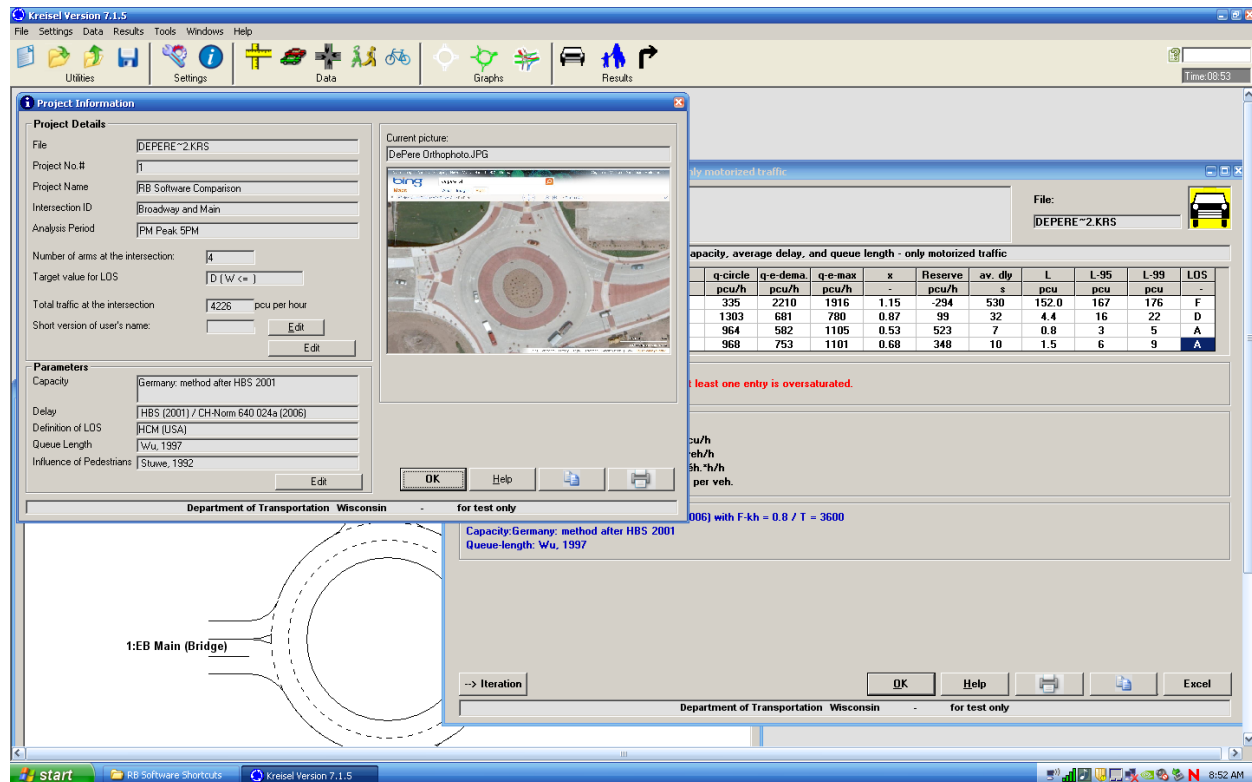 Kreisel Version 7.1.5
File Settings Data Results Tools Windows Help
Utilities Settings Data Graphs Results
Time:08:53
Project Information
Project Details
File DEPERE~2.KRS
Project No.# 1
Project Name RB Software Comparison
Intersection ID Broadway and Main
Analysis Period PM Peak 5PM
Number of arms at the intersection: 4
Target value for LOS D ( W <= )
Total traffic at the intersection 4226 pcu per hour
Short version of user's name: Edit
Edit
Parameters
Capacity Germany: method after HBS 2001
Delay HBS (2001) / CH-Norm 640 024a (2006)
Definition of LOS HCM (USA)
Queue Length Wu, 1997
Influence of Pedestrians Stuwe, 1992
Edit
Current picture:
DePere Orthophoto.JPG
bing
OK Help
Department of Transportation Wisconsin - for test only
nly motorized traffic
File:
DEPERE~2.KRS
apacity, average delay, and queue length - only motorized traffic
q-circle q-e-dema. q-e-max x Reserve av. dly L L-95 L-99 LOS
pcu/h pcu/h pcu/h - pcu/h s pcu pcu pcu -
335 2210 1916 1.15 -294 530 152.0 167 176 F
1303 681 780 0.87 99 32 4.4 16 22 D
964 582 1105 0.53 523 7 0.8 3 5 A
968 753 1101 0.68 348 10 1.5 6 9 A
t least one entry is oversaturated.
cu/h
eh/h
eh.*h/h
per veh.
006) with F-kh = 0.8 / T = 3600
Capacity:Germany: method after HBS 2001
Queue-length: Wu, 1997
1:EB Main (Bridge)
--> Iteration OK Help Excel
Department of Transportation Wisconsin - for test only
start RB Software Shortcuts Kreisel Version 7.1.5 N 8:52 AM